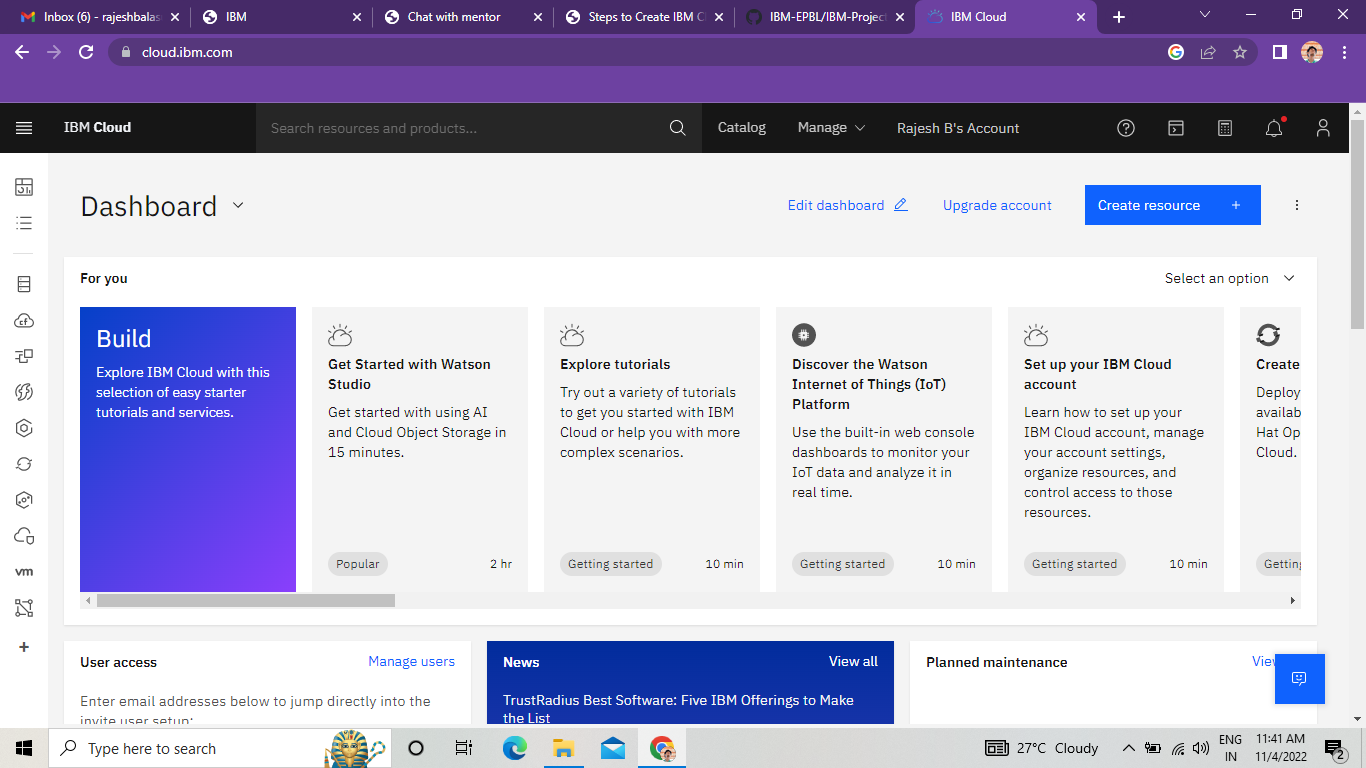 Inbox (6) - rajeshbalas
IBM
Chat with mentor
Steps to Create IBM C
IBM-EPBL/IBM-Project
IBM Cloud
cloud.ibm.com
IBM Cloud
Search resources and products...
Catalog
Manage
Rajesh B's Account
Dashboard
Edit dashboard
Upgrade account
Create resource +
For you
Select an option
Build
Explore IBM Cloud with this
selection of easy starter
tutorials and services.
Get Started with Watson
Studio
Get started with using AI
and Cloud Object Storage in
15 minutes.
Popular
2 hr
Explore tutorials
Try out a variety of tutorials
to get you started with IBM
Cloud or help you with more
complex scenarios.
Getting started
10 min
Discover the Watson
Internet of Things (IoT)
Platform
Use the built-in web console
dashboards to monitor your
IoT data and analyze it in
real time.
Getting started
10 min
Set up your IBM Cloud
account
Learn how to set up your
IBM Cloud account, manage
your account settings,
organize resources, and
control access to those
resources.
Getting started
10 min
Create
Deploy
availab
Hat Op
Cloud.
Getting
cf
vm
User access
Manage users
Enter email addresses below to jump directly into the
invite user setup:
News
View all
TrustRadius Best Software: Five IBM Offerings to Make
the List
Planned maintenance
View
Type here to search
27°C Cloudy
ENG
IN
11:41 AM
11/4/2022
2